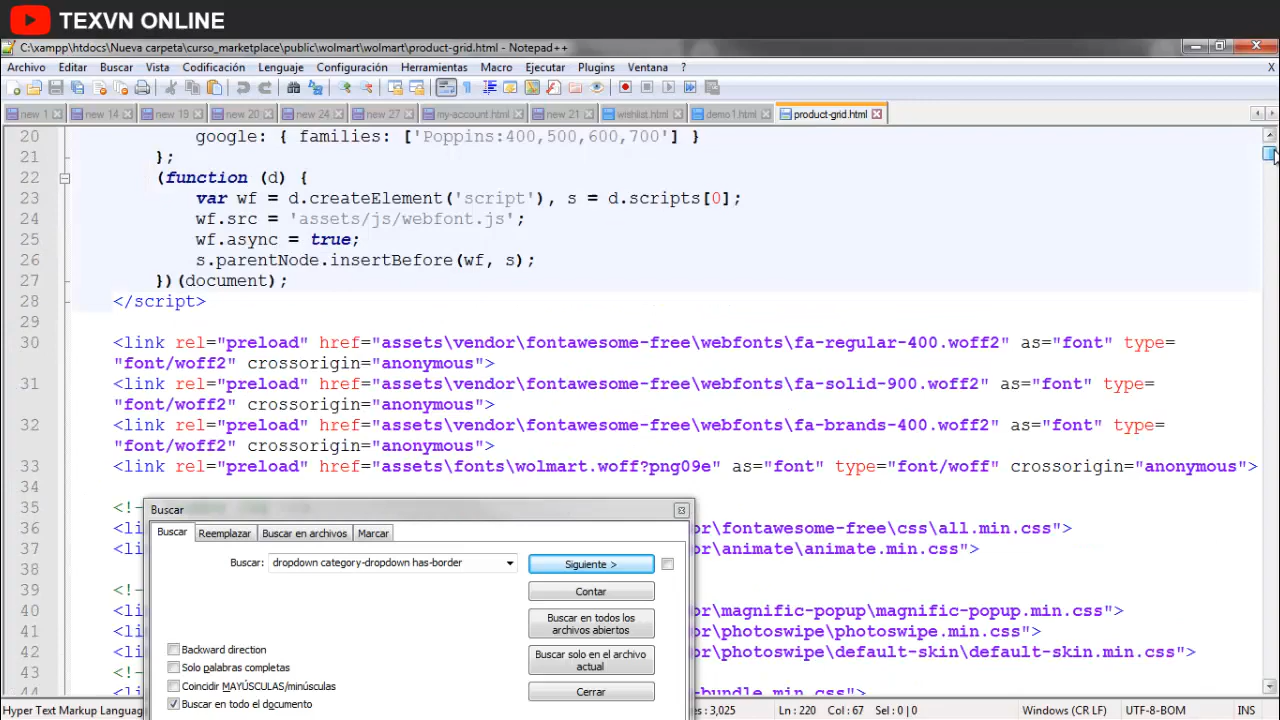 TEXVN ONLINE
C:\xampp\htdocs\Nueva carpeta\curso_marketplace\public\wolmart\wolmart\product-grid.html - Notepad++
Archivo Editar Buscar Vista Codificación Lenguaje Configuración Herramientas Macro Ejecutar Plugins Ventana ? X
new 1 new 14 new 19 new 20 new 24 new 27 my-account.html new 21 wishlist.html demo1.html product-grid.html
20 google: { families: ['Poppins:400,500,600,700'] }
21 };
22 (function (d) {
23 var wf = d.createElement('script'), s = d.scripts[0];
24 wf.src = 'assets/js/webfont.js';
25 wf.async = true;
26 s.parentNode.insertBefore(wf, s);
27 })(document);
28 </script>
29
30 <link rel="preload" href="assets\vendor\fontawesome-free\webfonts\fa-regular-400.woff2" as="font" type=
"font/woff2" crossorigin="anonymous">
31 <link rel="preload" href="assets\vendor\fontawesome-free\webfonts\fa-solid-900.woff2" as="font" type=
"font/woff2" crossorigin="anonymous">
32 <link rel="preload" href="assets\vendor\fontawesome-free\webfonts\fa-brands-400.woff2" as="font" type=
"font/woff2" crossorigin="anonymous">
33 <link rel="preload" href="assets\fonts\wolmart.woff?png09e" as="font" type="font/woff" crossorigin="anonymous">
34
35 <!-
36 <li or\fontawesome-free\css\all.min.css">
37 <li or\animate\animate.min.css">
38
39 <!-
40 <li or\magnific-popup\magnific-popup.min.css">
41 <li or\photoswipe\photoswipe.min.css">
42 <li or\photoswipe\default-skin\default-skin.min.css">
43 <!-
44 <li -bundle.min.css">
Buscar
Buscar Reemplazar Buscar en archivos Marcar
Buscar: dropdown category-dropdown has-border Siguiente >
Contar
Buscar en todos los archivos abiertos
Backward direction
Solo palabras completas Buscar solo en el archivo actual
Coincidir MAYÚSCULAS/minúsculas Cerrar
Buscar en todo el documento
Hyper Text Markup Languag s : 3,025 Ln : 220 Col : 67 Sel : 0 | 0 Windows (CR LF) UTF-8-BOM INS